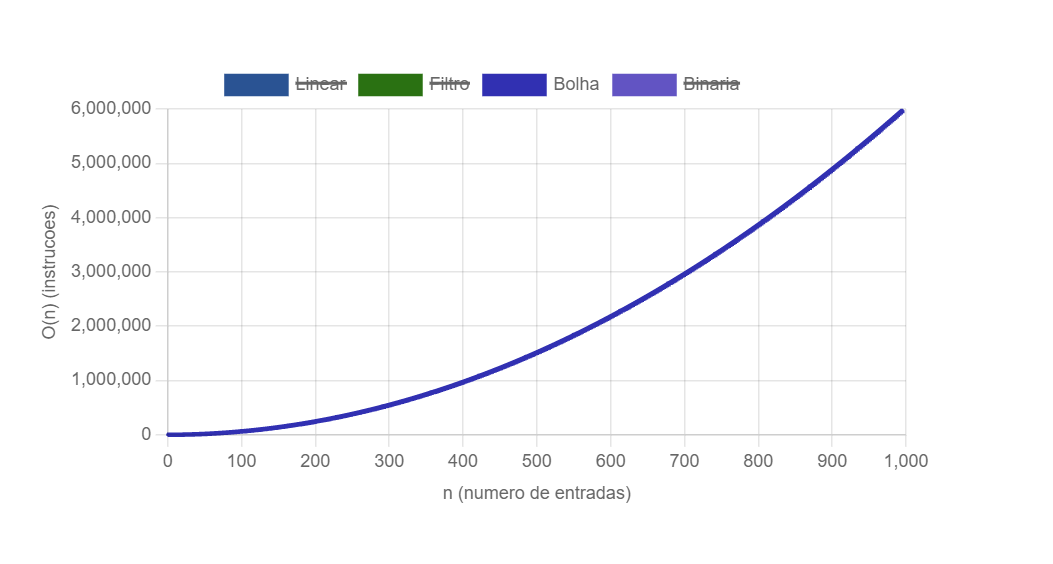 Linear Filtro Bolha Binaria
6,000,000
5,000,000
4,000,000
3,000,000
2,000,000
1,000,000
0
O(n) (instrucoes)
0 100 200 300 400 500 600 700 800 900 1,000
n (numero de entradas)